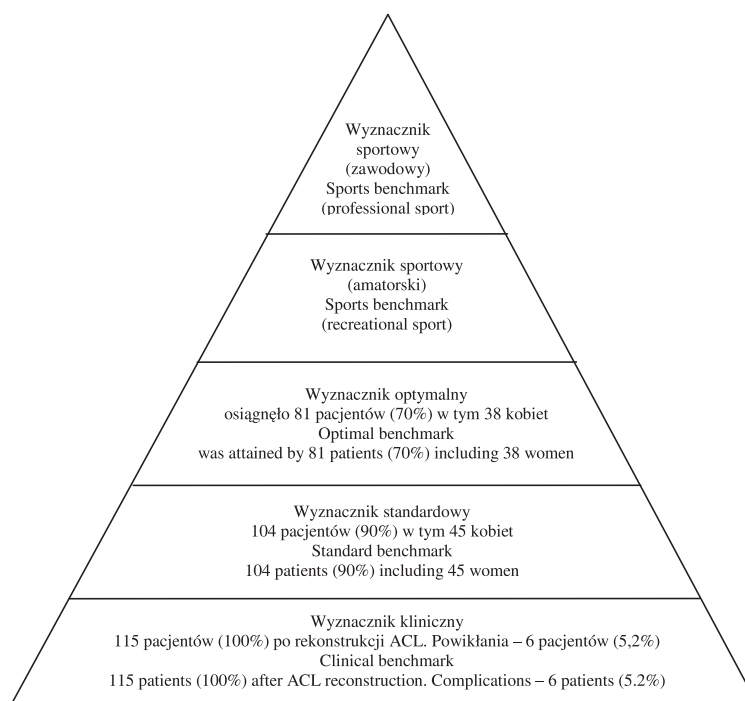 Wyznacznik
sportowy
(zawodowy)
Sports benchmark
(professional sport)
Wyznacznik sportowy
(amatorski)
Sports benchmark
(recreational sport)
Wyznacznik optymalny
osiągnęło 81 pacjentów (70%) w tym 38 kobiet
Optimal benchmark
was attained by 81 patients (70%) including 38 women
Wyznacznik standardowy
104 pacjentów (90%) w tym 45 kobiet
Standard benchmark
104 patients (90%) including 45 women
Wyznacznik kliniczny
115 pacjentów (100%) po rekonstrukcji ACL. Powikłania – 6 pacjentów (5,2%)
Clinical benchmark
115 patients (100%) after ACL reconstruction. Complications – 6 patients (5.2%)